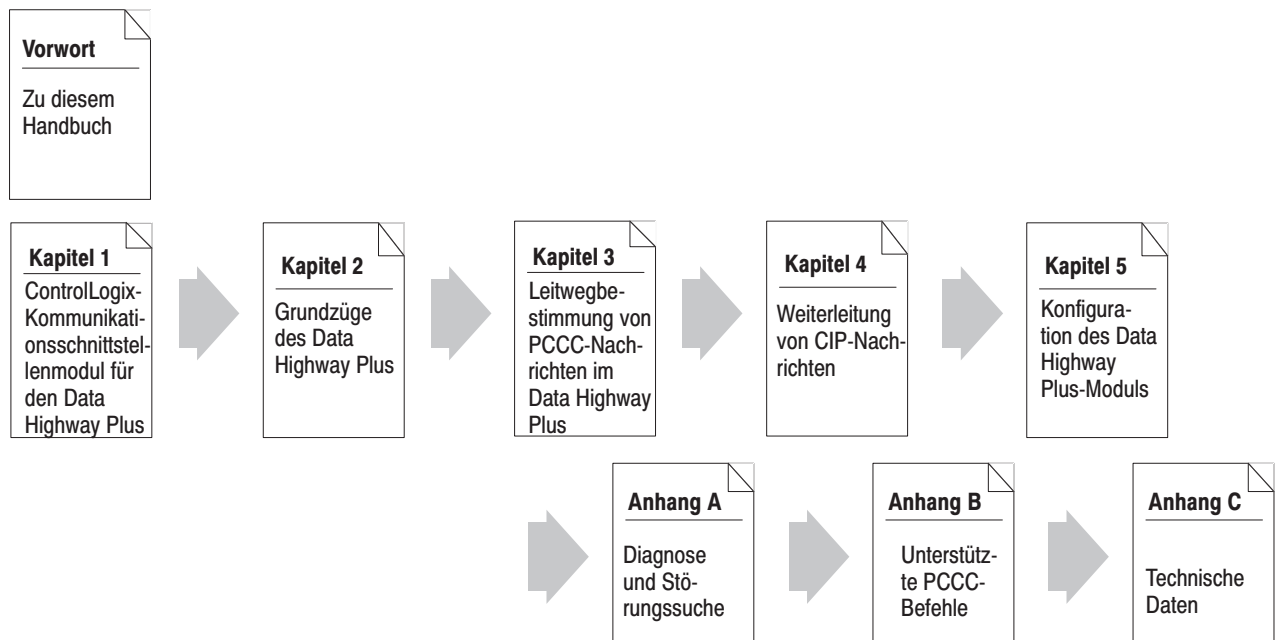 Vorwort
Zu diesem
Handbuch
Kapitel 1
ControlLogix-
Kommunikati-
onsschnittstel-
lenmodul für
den Data
Highway Plus
Kapitel 2
Grundzüge
des Data
Highway Plus
Kapitel 3
Leitwegbe-
stimmung von
PCCC-Nach-
richten im
Data Highway
Plus
Kapitel 4
Weiterleitung
von CIP-Nach-
richten
Kapitel 5
Konfigura-
tion des Data
Highway
Plus-Moduls
Anhang A
Diagnose
und Stö-
rungssuche
Anhang B
Unterstütz-
te PCCC-
Befehle
Anhang C
Technische
Daten